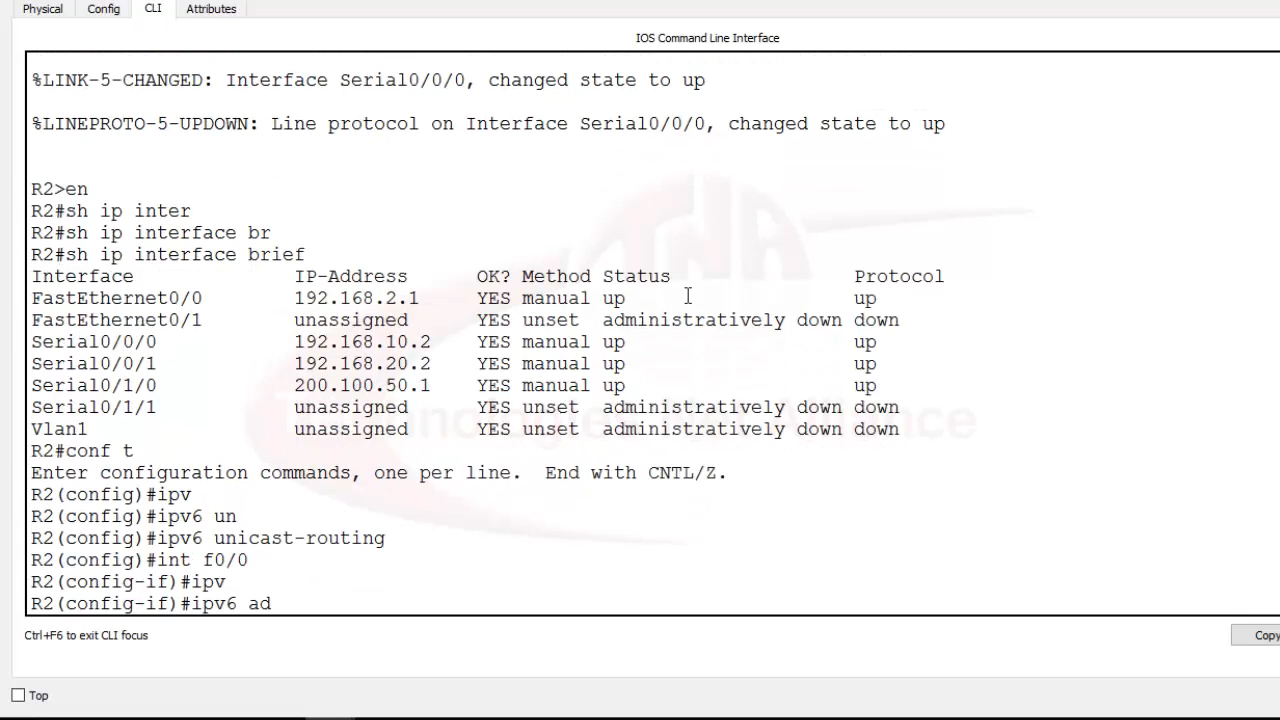 Physical Config CLI Attributes
IOS Command Line Interface
%LINK-5-CHANGED: Interface Serial0/0/0, changed state to up
%LINEPROTO-5-UPDOWN: Line protocol on Interface Serial0/0/0, changed state to up
R2>en
R2#sh ip inter
R2#sh ip interface br
R2#sh ip interface brief
Interface IP-Address OK? Method Status Protocol
FastEthernet0/0 192.168.2.1 YES manual up up
FastEthernet0/1 unassigned YES unset administratively down down
Serial0/0/0 192.168.10.2 YES manual up up
Serial0/0/1 192.168.20.2 YES manual up up
Serial0/1/0 200.100.50.1 YES manual up up
Serial0/1/1 unassigned YES unset administratively down down
Vlan1 unassigned YES unset administratively down down
R2#conf t
Enter configuration commands, one per line. End with CNTL/Z.
R2(config)#ipv
R2(config)#ipv6 un
R2(config)#ipv6 unicast-routing
R2(config)#int f0/0
R2(config-if)#ipv
R2(config-if)#ipv6 ad
Ctrl+F6 to exit CLI focus
Copy
Top